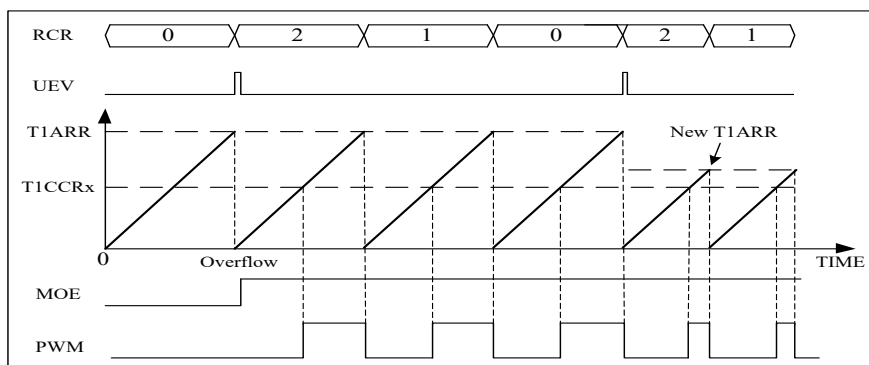 RCR 0 2 1 0 2 1
UEV
T1ARR
New T1ARR
T1CCRx
0 Overflow TIME
MOE
PWM